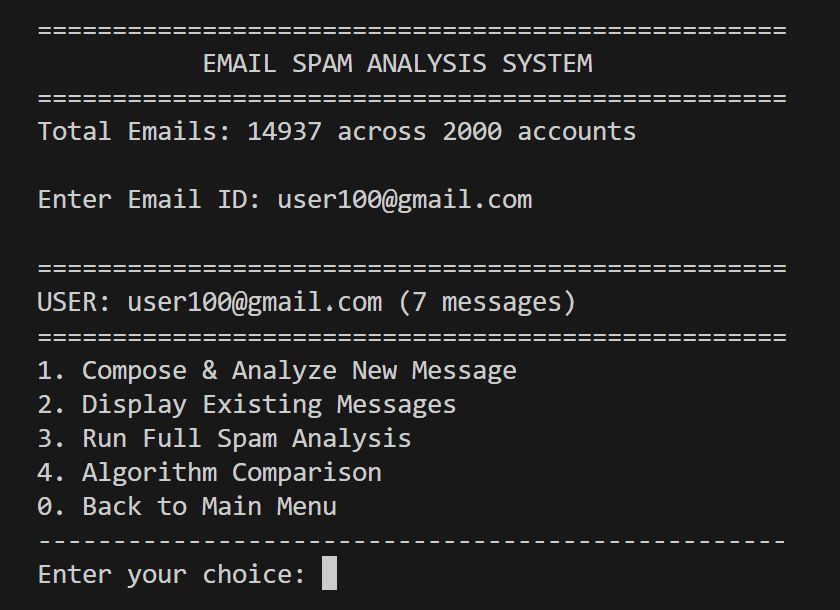 ==================================================
EMAIL SPAM ANALYSIS SYSTEM
==================================================
Total Emails: 14937 across 2000 accounts
Enter Email ID: user100@gmail.com
==================================================
USER: user100@gmail.com (7 messages)
==================================================
1. Compose & Analyze New Message
2. Display Existing Messages
3. Run Full Spam Analysis
4. Algorithm Comparison
0. Back to Main Menu
--------------------------------------------------
Enter your choice: